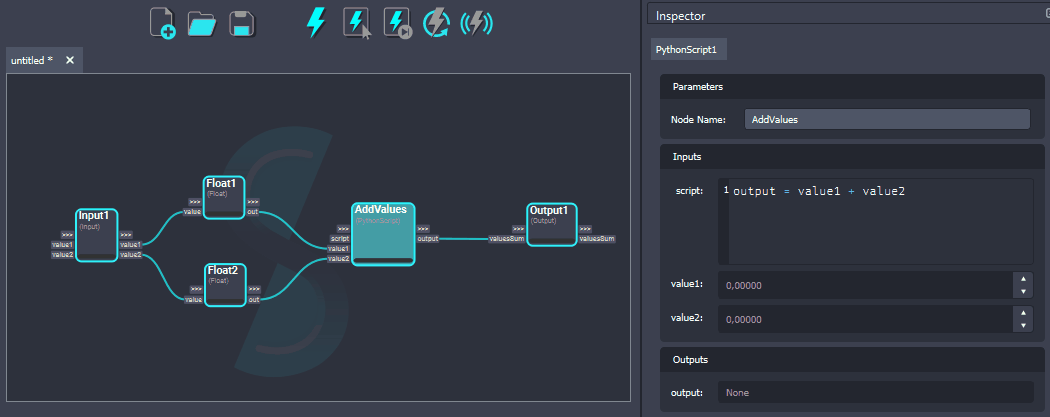 Inspector
untitled *
PythonScript1
Parameters
Node Name:
AddValues
Inputs
script:
1 output = value1 + value2
value1:
0,00000
value2:
0,00000
Outputs
output:
None
Input1
(Input)
>>>
>>>
value1
value1
value2
value2
Float1
(Float)
>>>
>>>
value
out
Float2
(Float)
>>>
>>>
value
out
AddValues
(PythonScript)
>>>
>>>
script
output
value1
value2
Output1
(Output)
>>>
>>>
valuesSum
valuesSum